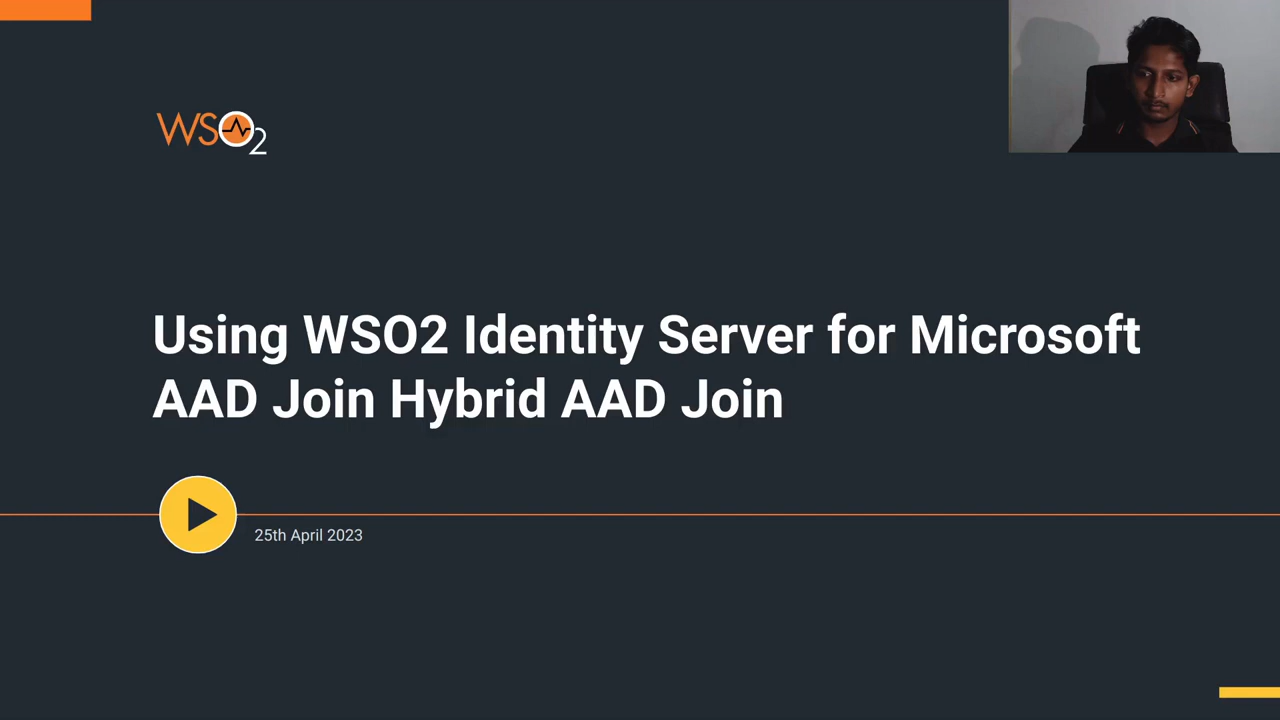 WSO2
Using WSO2 Identity Server for Microsoft
AAD Join Hybrid AAD Join
25th April 2023